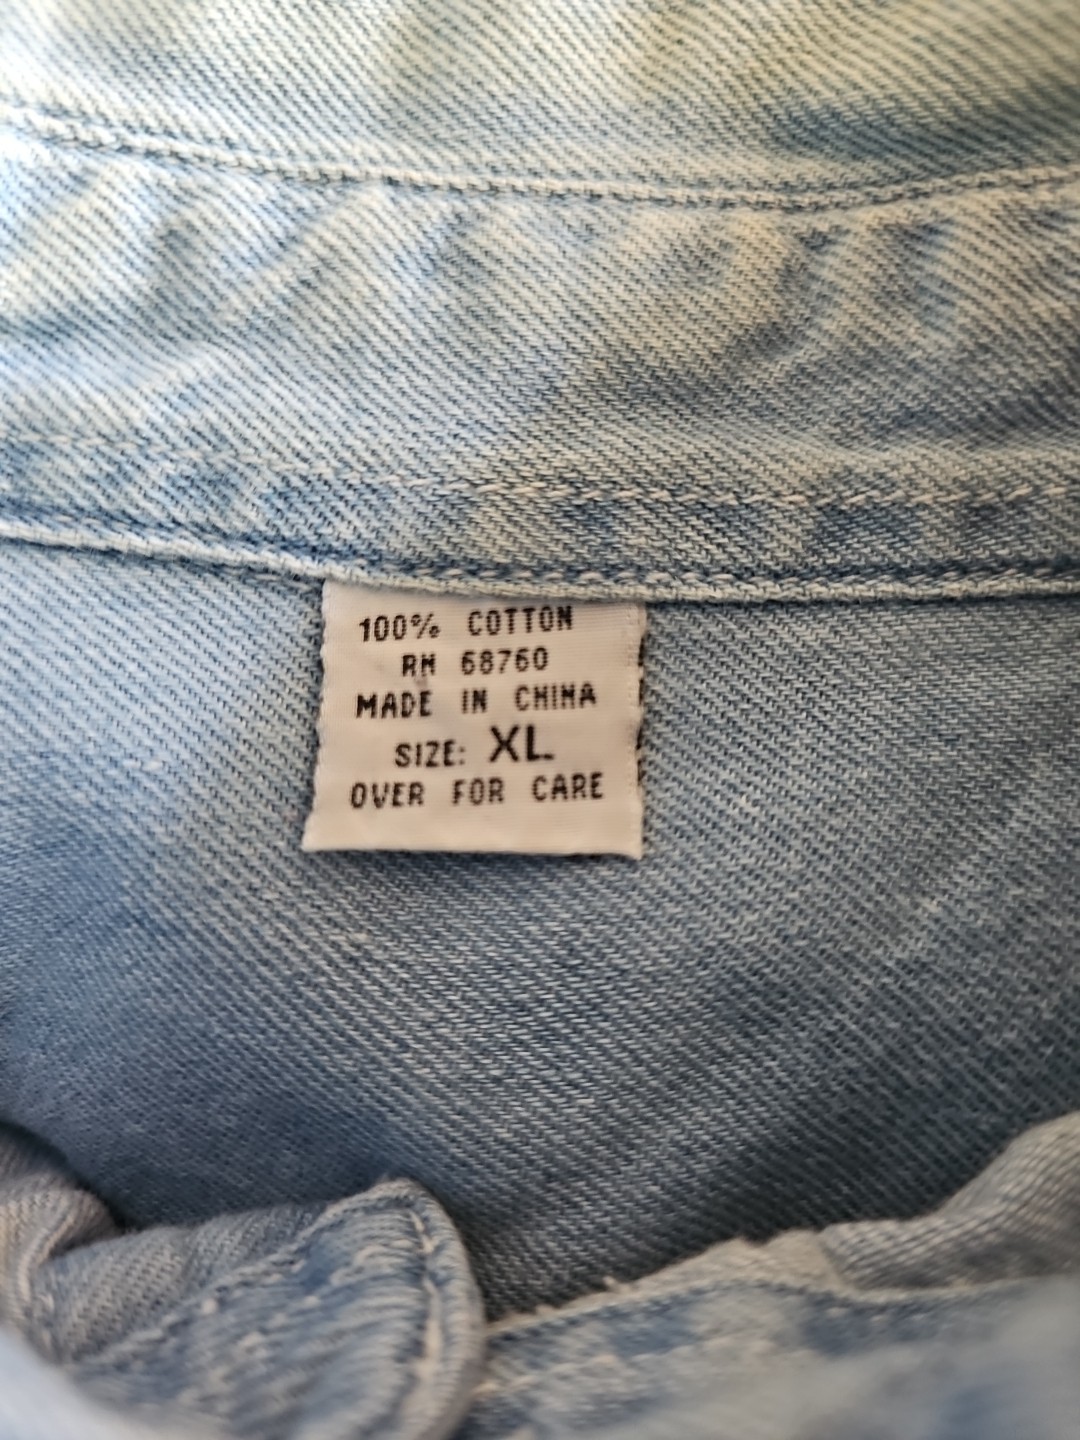 100% COTTON
RN 68760
MADE IN CHINA
SIZE: XL
OVER FOR CARE